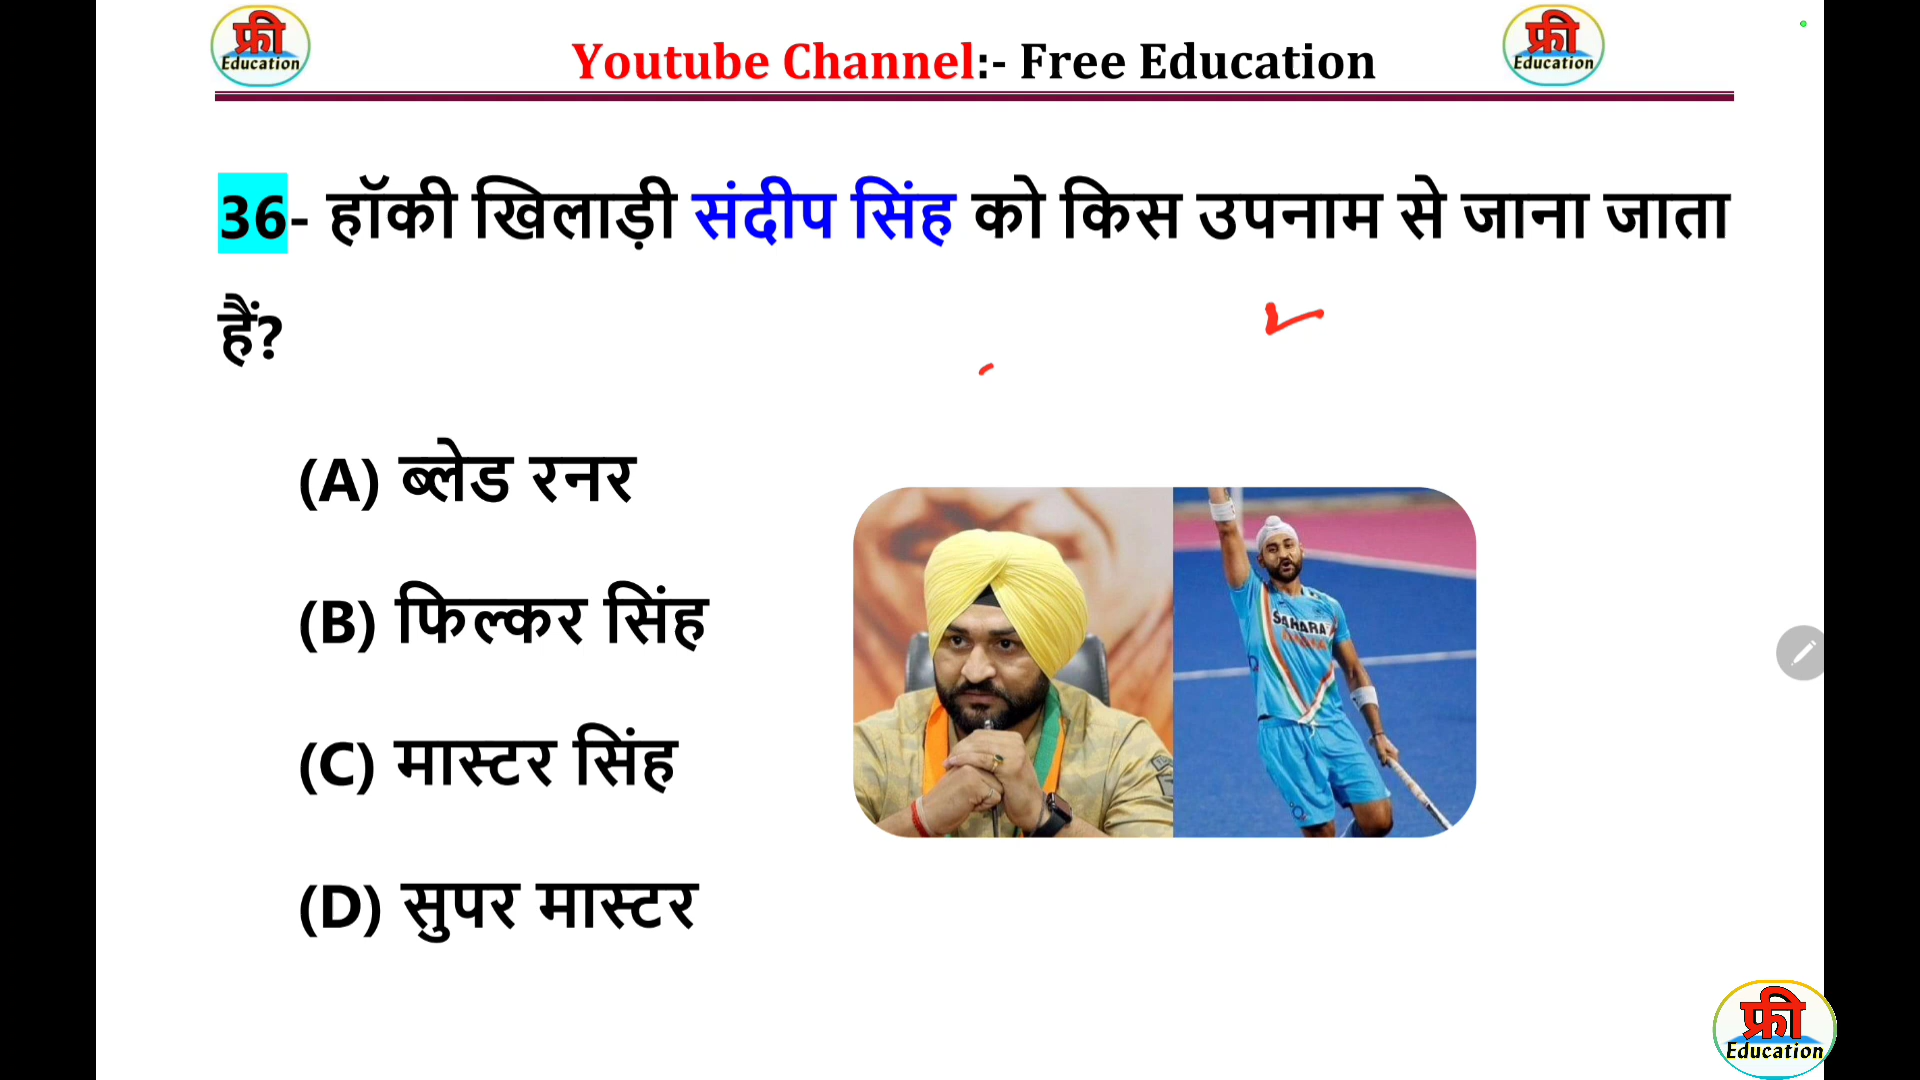 फ्री
Education
Youtube Channel:- Free Education
फ्री
Education
36- हॉकी खिलाड़ी संदीप सिंह को किस उपनाम से जाना जाता
हैं?
(A) ब्लेड रनर
(B) फिल्कर सिंह
(C) मास्टर सिंह
(D) सुपर मास्टर
SAHARA
फ्री
Education